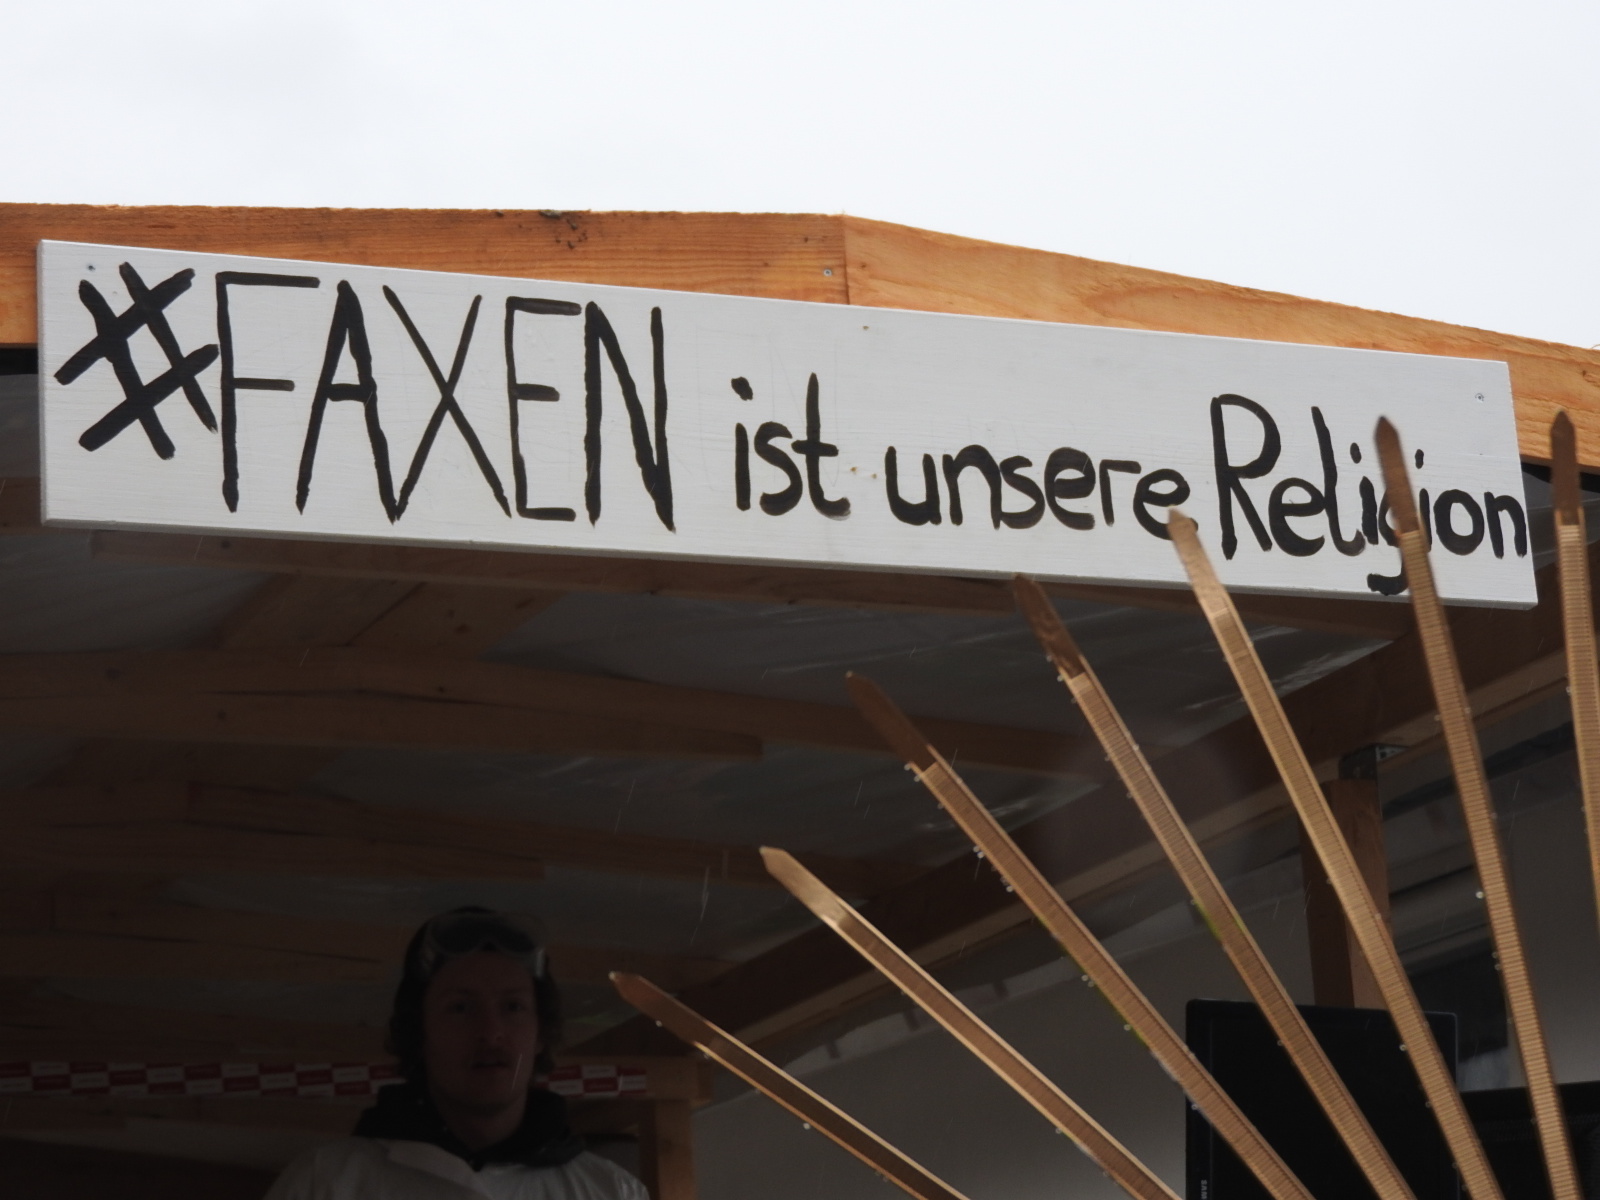 #FAXEN ist unsere Religion